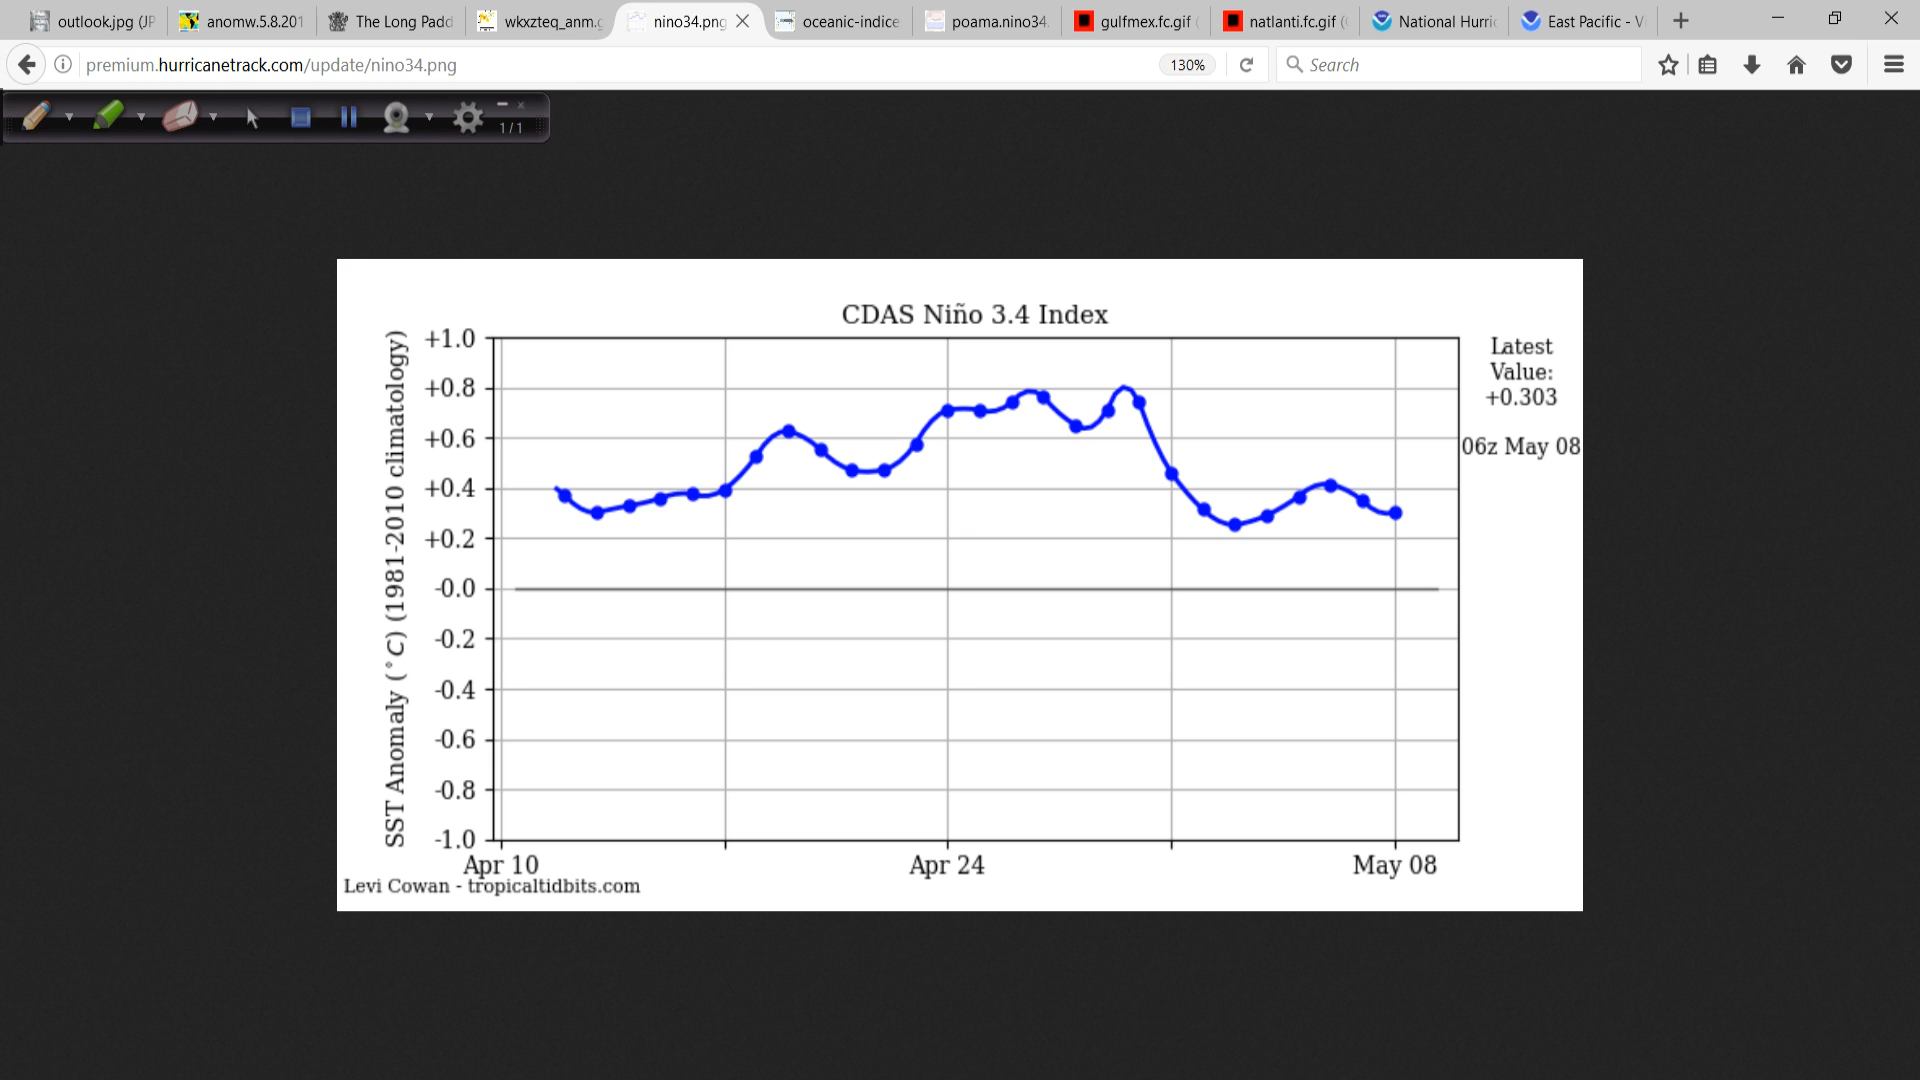 outlook.jpg (JP
anomw.5.8.201
The Long Padd
wkxzteq_anm.g
nino34.png
oceanic-indice
poama.nino34.
gulfmex.fc.gif (
natlanti.fc.gif (
National Hurric
East Pacific - V
premium.hurricanetrack.com/update/nino34.png
130%
Search
1/1
CDAS Niño 3.4 Index
SST Anomaly (°C) (1981-2010 climatology)
+1.0
+0.8
+0.6
+0.4
+0.2
-0.0
-0.2
-0.4
-0.6
-0.8
-1.0
Apr 10
Apr 24
May 08
Latest
Value:
+0.303
06z May 08
Levi Cowan - tropicaltidbits.com